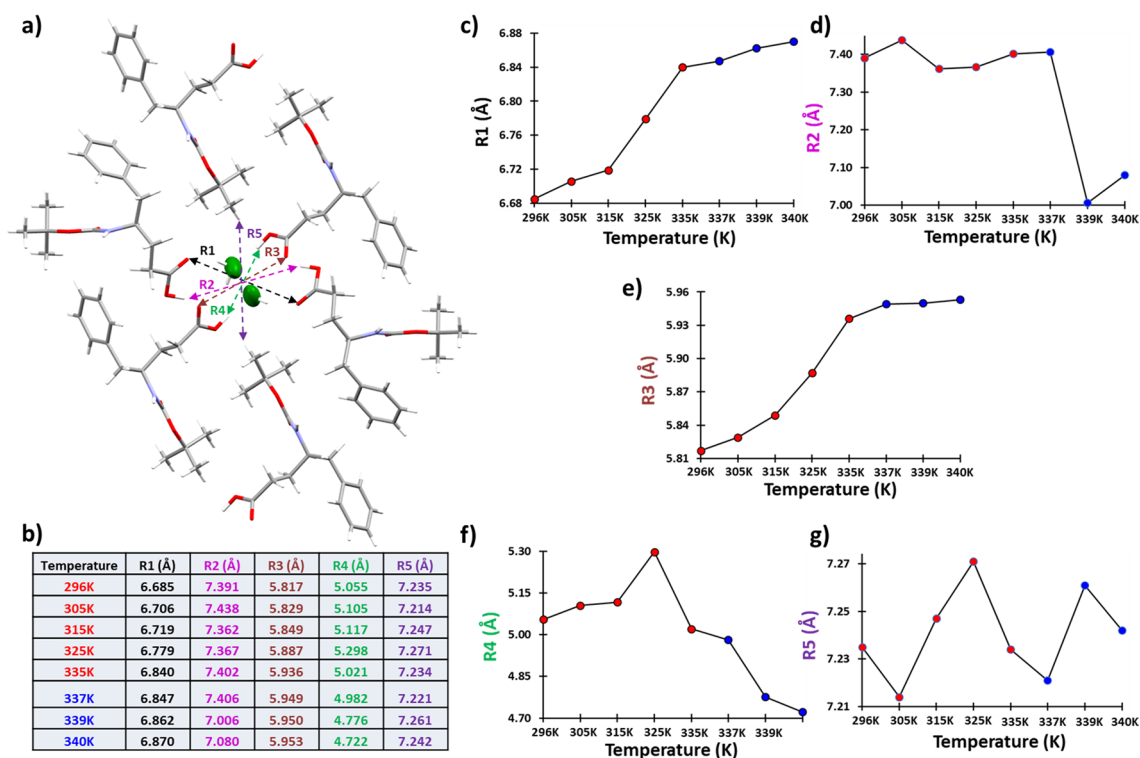 a)
R5
R3
R1
R2
R4
b)
Temperature R1 (Å) R2 (Å) R3 (Å) R4 (Å) R5 (Å)
296K 6.685 7.391 5.817 5.055 7.235
305K 6.706 7.438 5.829 5.105 7.214
315K 6.719 7.362 5.849 5.117 7.247
325K 6.779 7.367 5.887 5.298 7.271
335K 6.840 7.402 5.936 5.021 7.234
337K 6.847 7.406 5.949 4.982 7.221
339K 6.862 7.006 5.950 4.776 7.261
340K 6.870 7.080 5.953 4.722 7.242
c)
R1 (Å)
6.88
6.84
6.80
6.76
6.72
6.68
296K 305K 315K 325K 335K 337K 339K 340K
Temperature (K)
d)
R2 (Å)
7.40
7.30
7.20
7.10
7.00
296K 305K 315K 325K 335K 337K 339K 340K
Temperature (K)
e)
R3 (Å)
5.96
5.93
5.90
5.87
5.84
5.81
296K 305K 315K 325K 335K 337K 339K 340K
Temperature (K)
f)
R4 (Å)
5.30
5.15
5.00
4.85
4.70
296K 305K 315K 325K 335K 337K 339K
Temperature (K)
g)
R5 (Å)
7.27
7.25
7.23
7.21
296K 305K 315K 325K 335K 337K 339K 340K
Temperature (K)